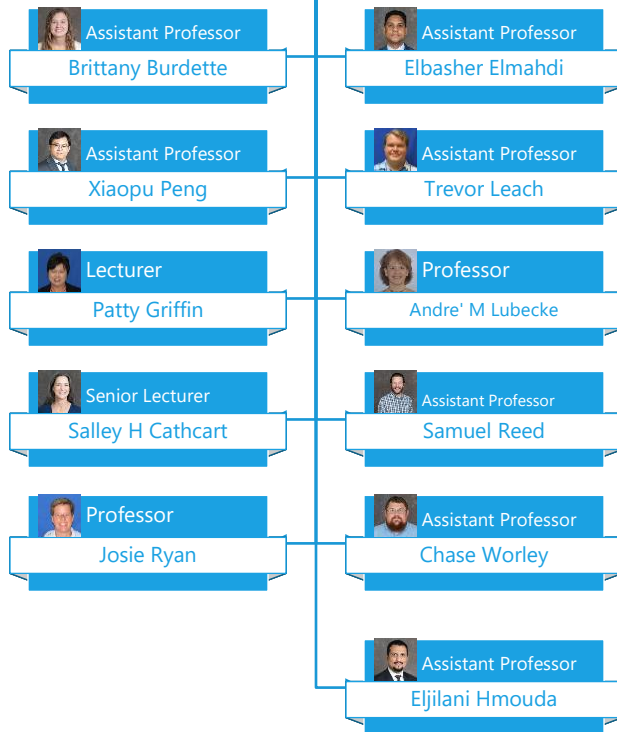 Assistant Professor
Brittany Burdette
Assistant Professor
Elbasher Elmahdi
Assistant Professor
Xiaopu Peng
Assistant Professor
Trevor Leach
Lecturer
Patty Griffin
Professor
Andre' M Lubecke
Senior Lecturer
Salley H Cathcart
Assistant Professor
Samuel Reed
Professor
Josie Ryan
Assistant Professor
Chase Worley
Assistant Professor
Eljilani Hmouda